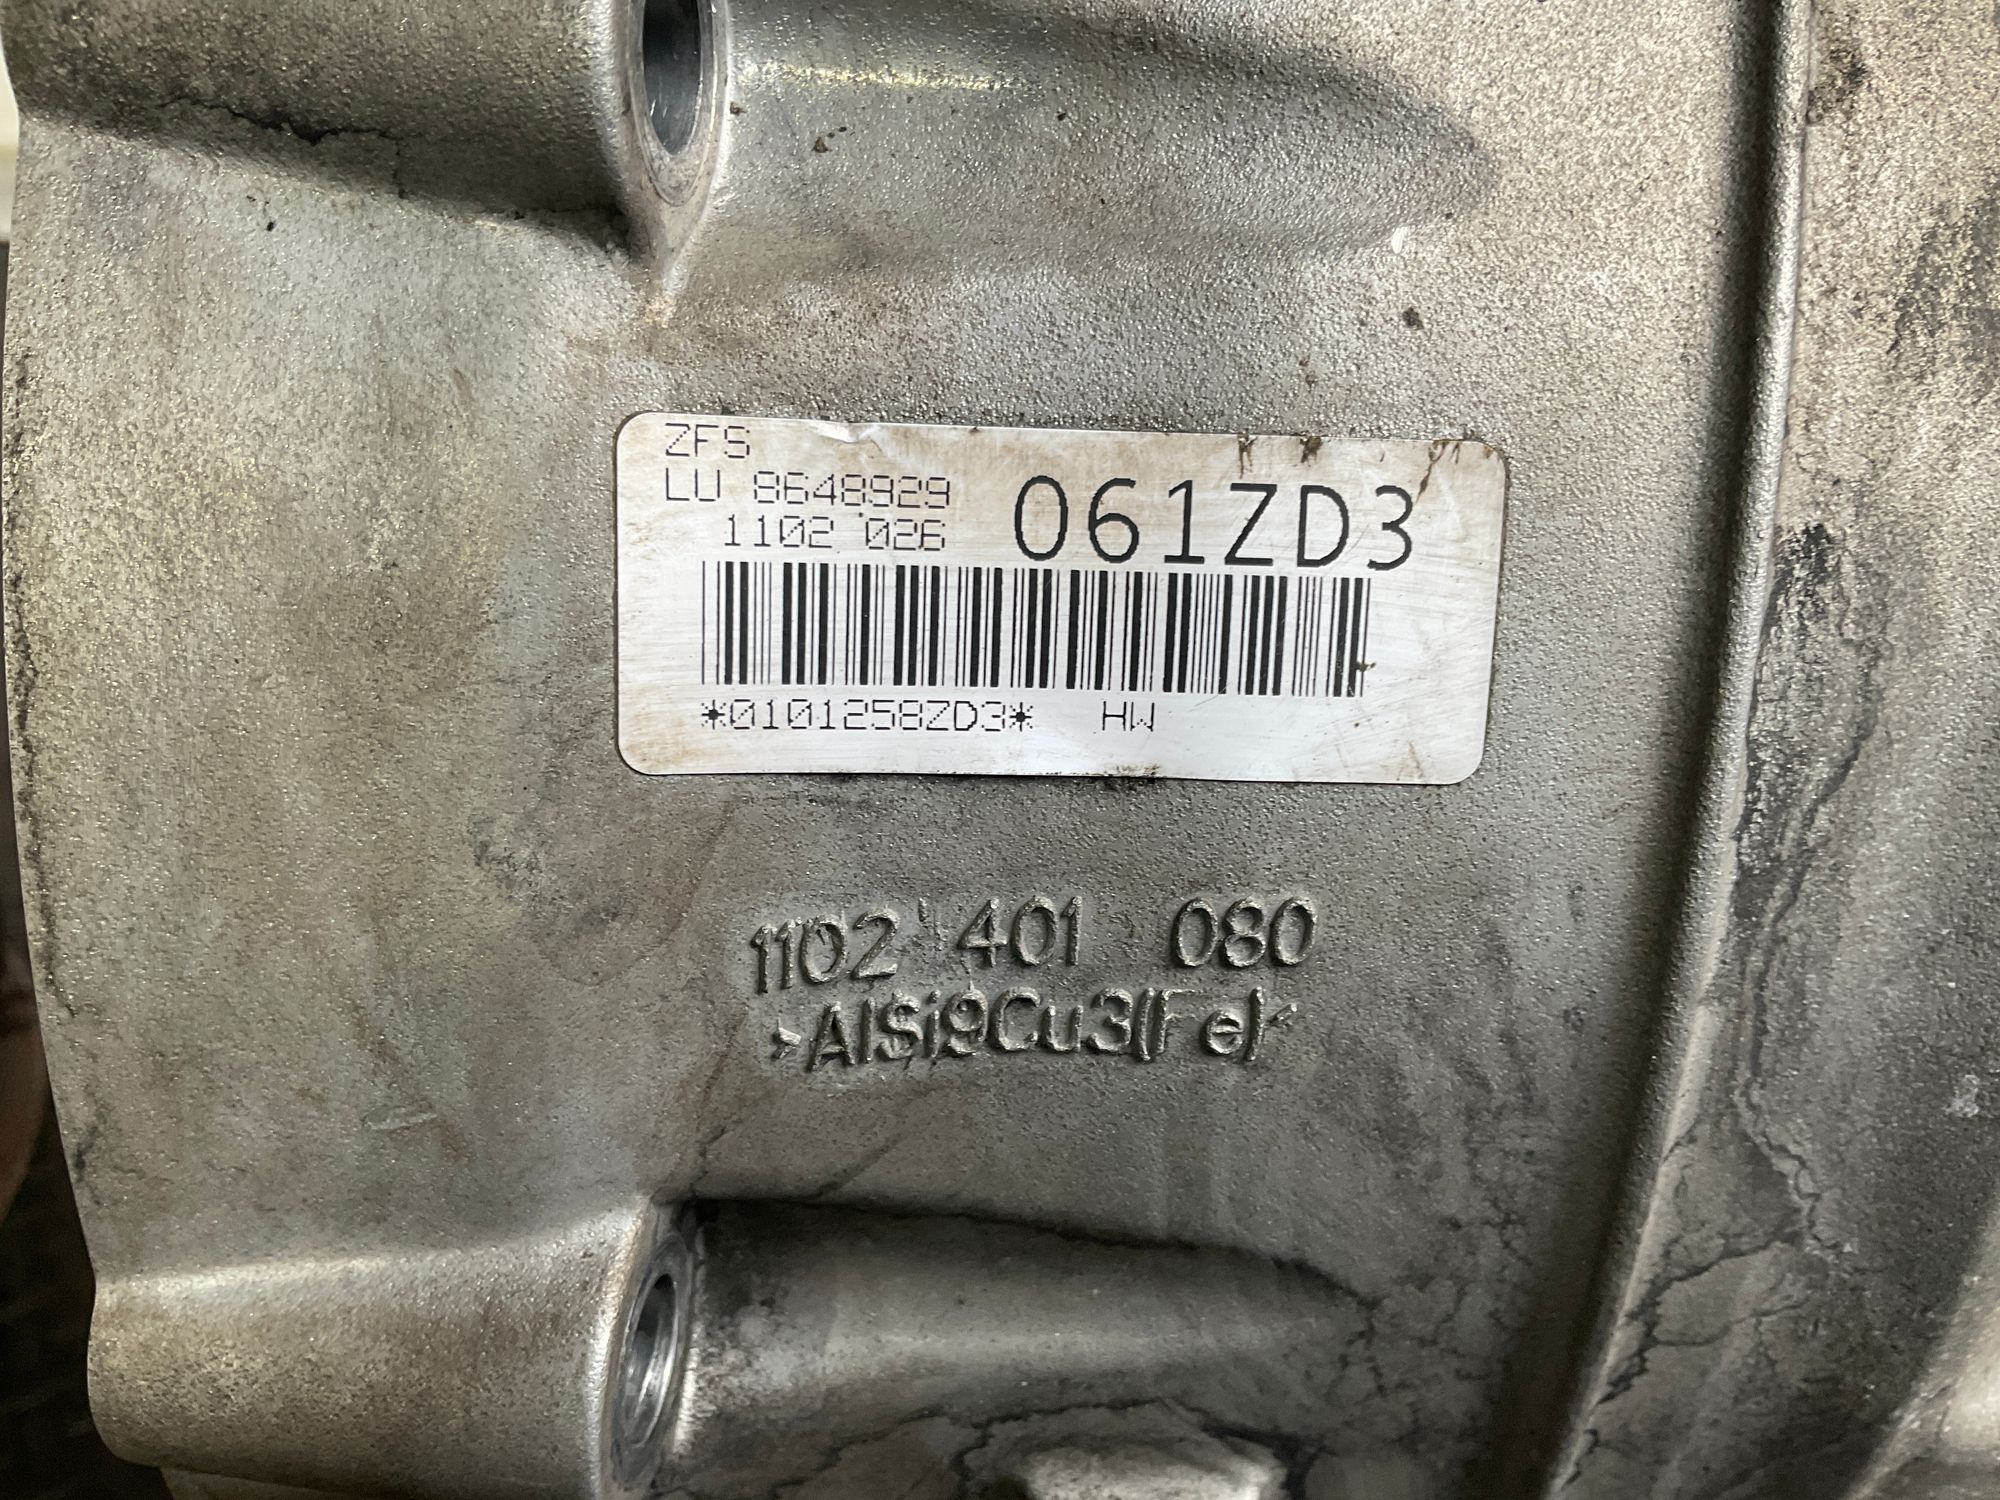 ZFS
LU 8648929
1102 026
061ZD3
*0101258ZD3* HW
1102 401 080
>AlSi9Cu3(Fe)<